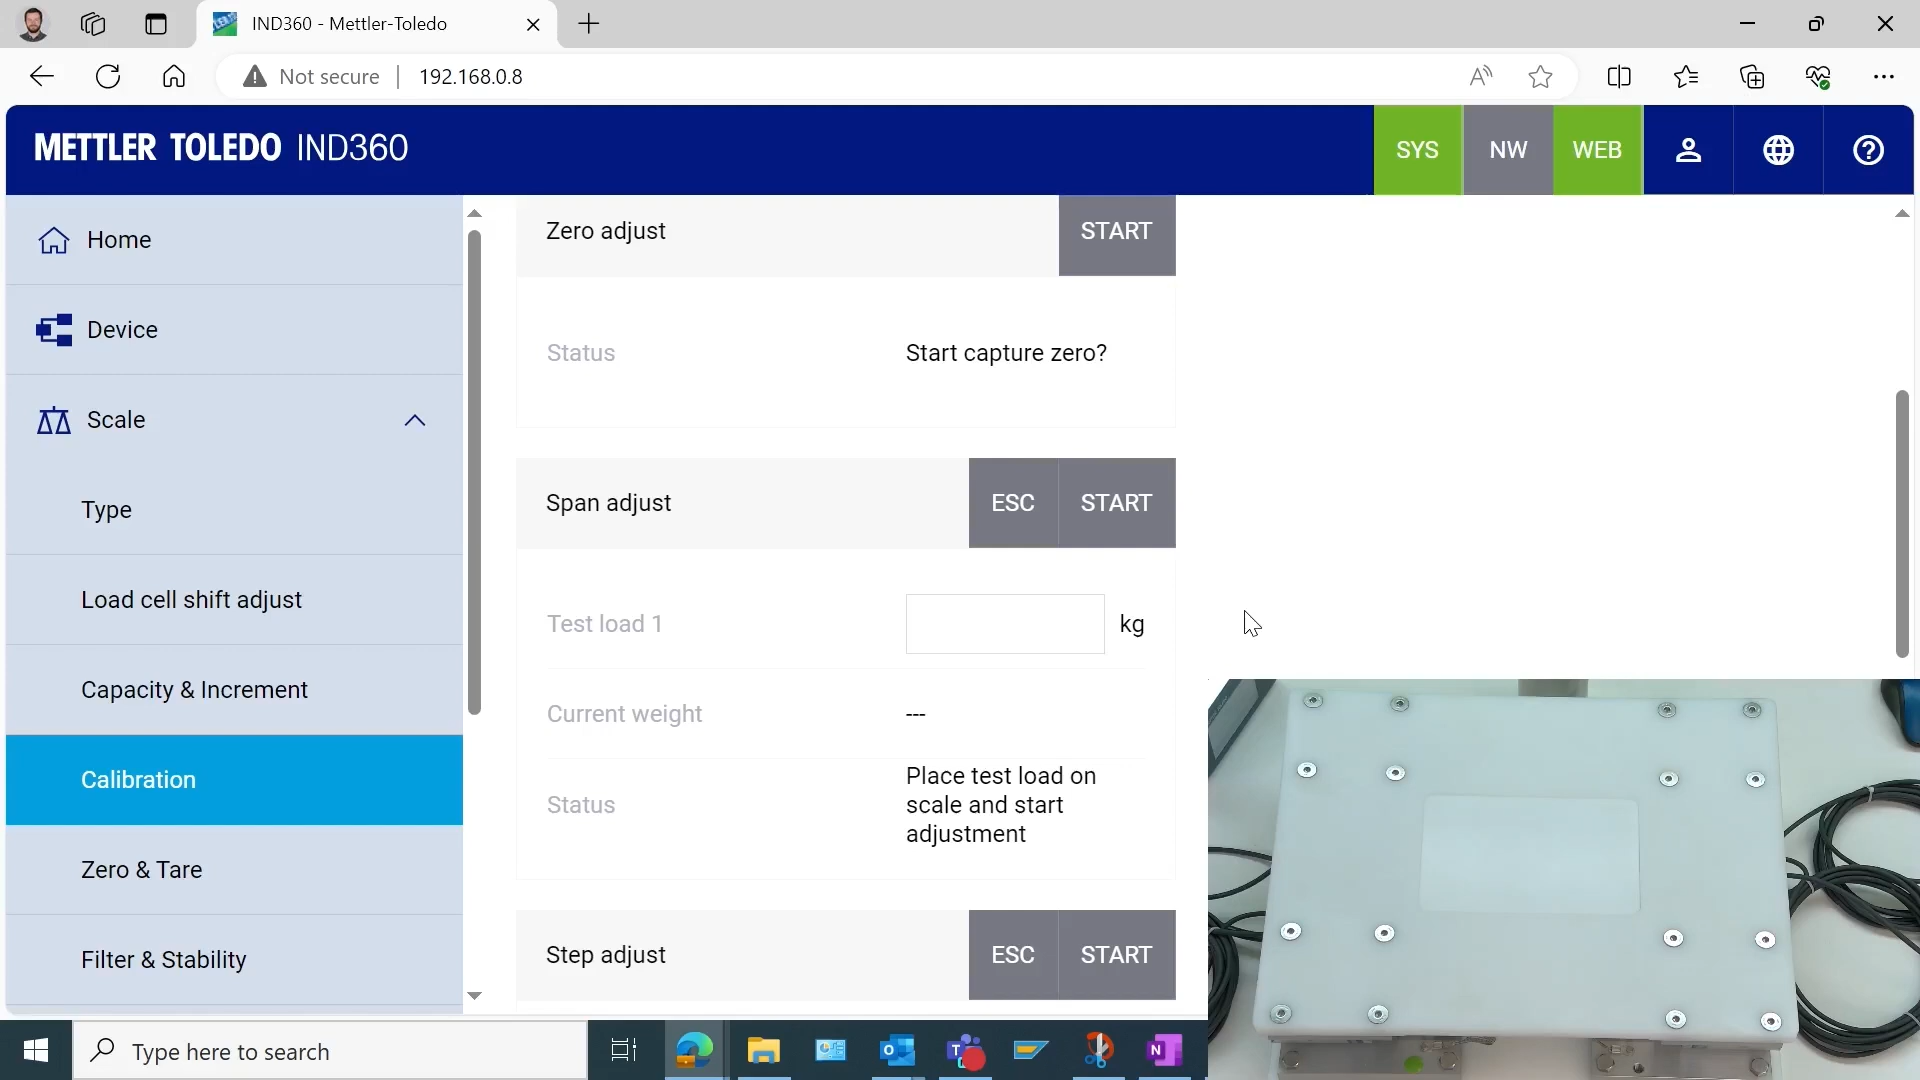 IND360 - Mettler-Toledo
Not secure | 192.168.0.8
METTLER TOLEDO IND360
SYS
NW
WEB
Home
Device
Scale
Type
Load cell shift adjust
Capacity & Increment
Calibration
Zero & Tare
Filter & Stability
Zero adjust
START
Status
Start capture zero?
Span adjust
ESC
START
Test load 1
kg
Current weight
---
Status
Place test load on
scale and start
adjustment
Step adjust
ESC
START
Type here to search